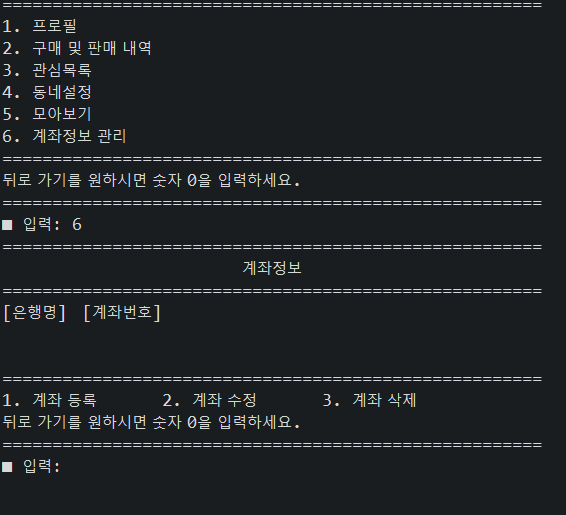 ======================================================
1. 프로필
2. 구매 및 판매 내역
3. 관심목록
4. 동네설정
5. 모아보기
6. 계좌정보 관리
======================================================
뒤로 가기를 원하시면 숫자 0을 입력하세요.
======================================================
■ 입력: 6
======================================================
계좌정보
======================================================
[은행명] [계좌번호]
======================================================
1. 계좌 등록 2. 계좌 수정 3. 계좌 삭제
뒤로 가기를 원하시면 숫자 0을 입력하세요.
======================================================
■ 입력: